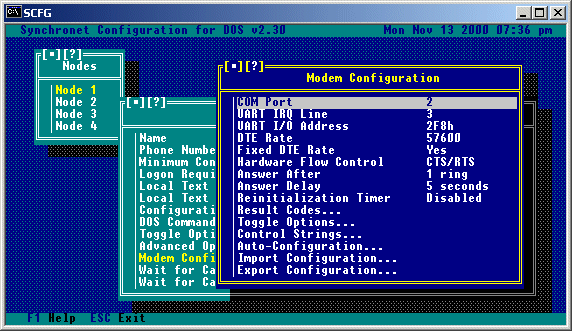 SCFG
Synchronet Configuration for DOS v2.30 Mon Nov 13 2000 07:36 pm
[▪][?]
Nodes
Node 1
Node 2
Node 3
Node 4
[▪][?]
Name
Phone Numbe
Minimum Con
Logon Requi
Local Text
Local Text
Configurati
DOS Command
Toggle Opti
Advanced Op
Modem Confi
Wait for Ca
Wait for Ca
[▪][?]
Modem Configuration
COM Port 2
UART IRQ Line 3
UART I/O Address 2F8h
DTE Rate 57600
Fixed DTE Rate Yes
Hardware Flow Control CTS/RTS
Answer After 1 ring
Answer Delay 5 seconds
Reinitialization Timer Disabled
Result Codes...
Toggle Options...
Control Strings...
Auto-Configuration...
Import Configuration...
Export Configuration...
F1 Help ESC Exit